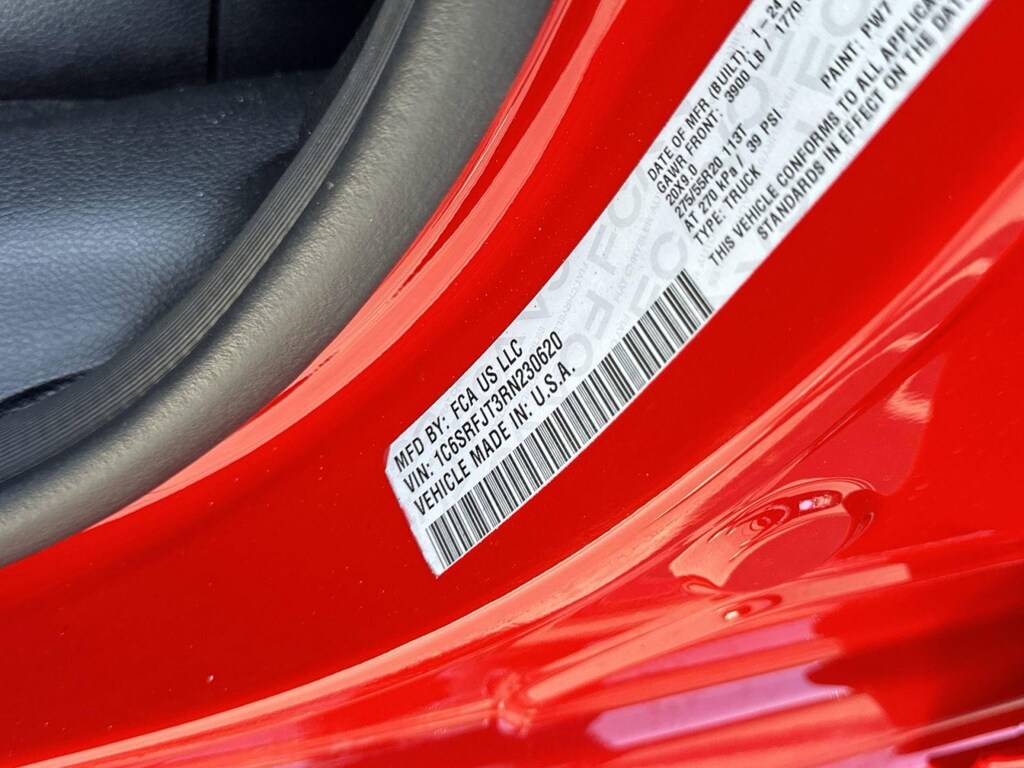 MFD BY: FCA US LLC
VIN: 1C6SRFJT3RN230620
VEHICLE MADE IN: U.S.A.
DATE OF MFR (BUILT): 1-24
GAWR FRONT: 3900 LB / 1770
20X9.0
275/55R20 113T
AT 270 kPa / 39 PSI
TYPE: TRUCK
PAINT: PW7
THIS VEHICLE CONFORMS TO ALL
STANDARDS IN EFFECT ON THE